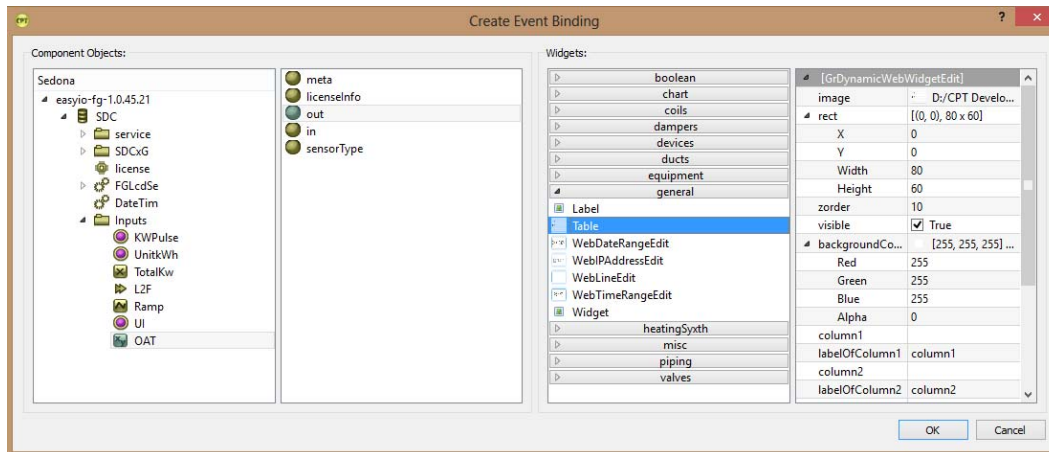 CPT
Create Event Binding
?
×
Component Objects:
Sedona
easyio-fg-1.0.45.21
SDC
service
SDCxG
license
FGLcdSe
DateTim
Inputs
KWPulse
UnitkWh
TotalKw
L2F
Ramp
UI
OAT
meta
licenseInfo
out
in
sensorType
Widgets:
boolean
chart
coils
dampers
devices
ducts
equipment
general
Label
Table
WebDateRangeEdit
WebIPAddressEdit
WebLineEdit
WebTimeRangeEdit
Widget
heatingSyxth
misc
piping
valves
[GrDynamicWebWidgetEdit]
image D:/CPT Develo...
rect [(0, 0), 80 x 60]
X 0
Y 0
Width 80
Height 60
zorder 10
visible True
backgroundCo... [255, 255, 255] ...
Red 255
Green 255
Blue 255
Alpha 0
column1
labelOfColumn1 column1
column2
labelOfColumn2 column2
OK Cancel